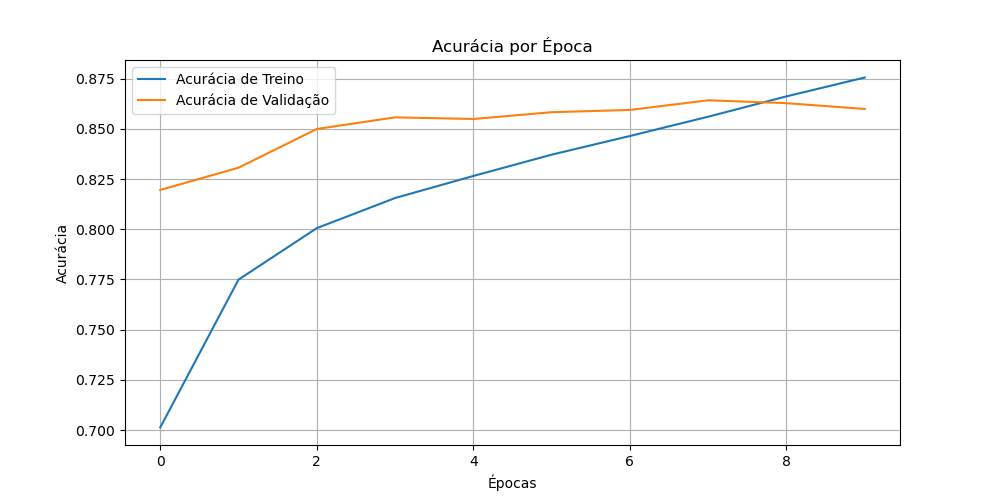 Acurácia por Época
Acurácia de Treino
Acurácia de Validação
Acurácia
0.875
0.850
0.825
0.800
0.775
0.750
0.725
0.700
0 2 4 6 8
Épocas